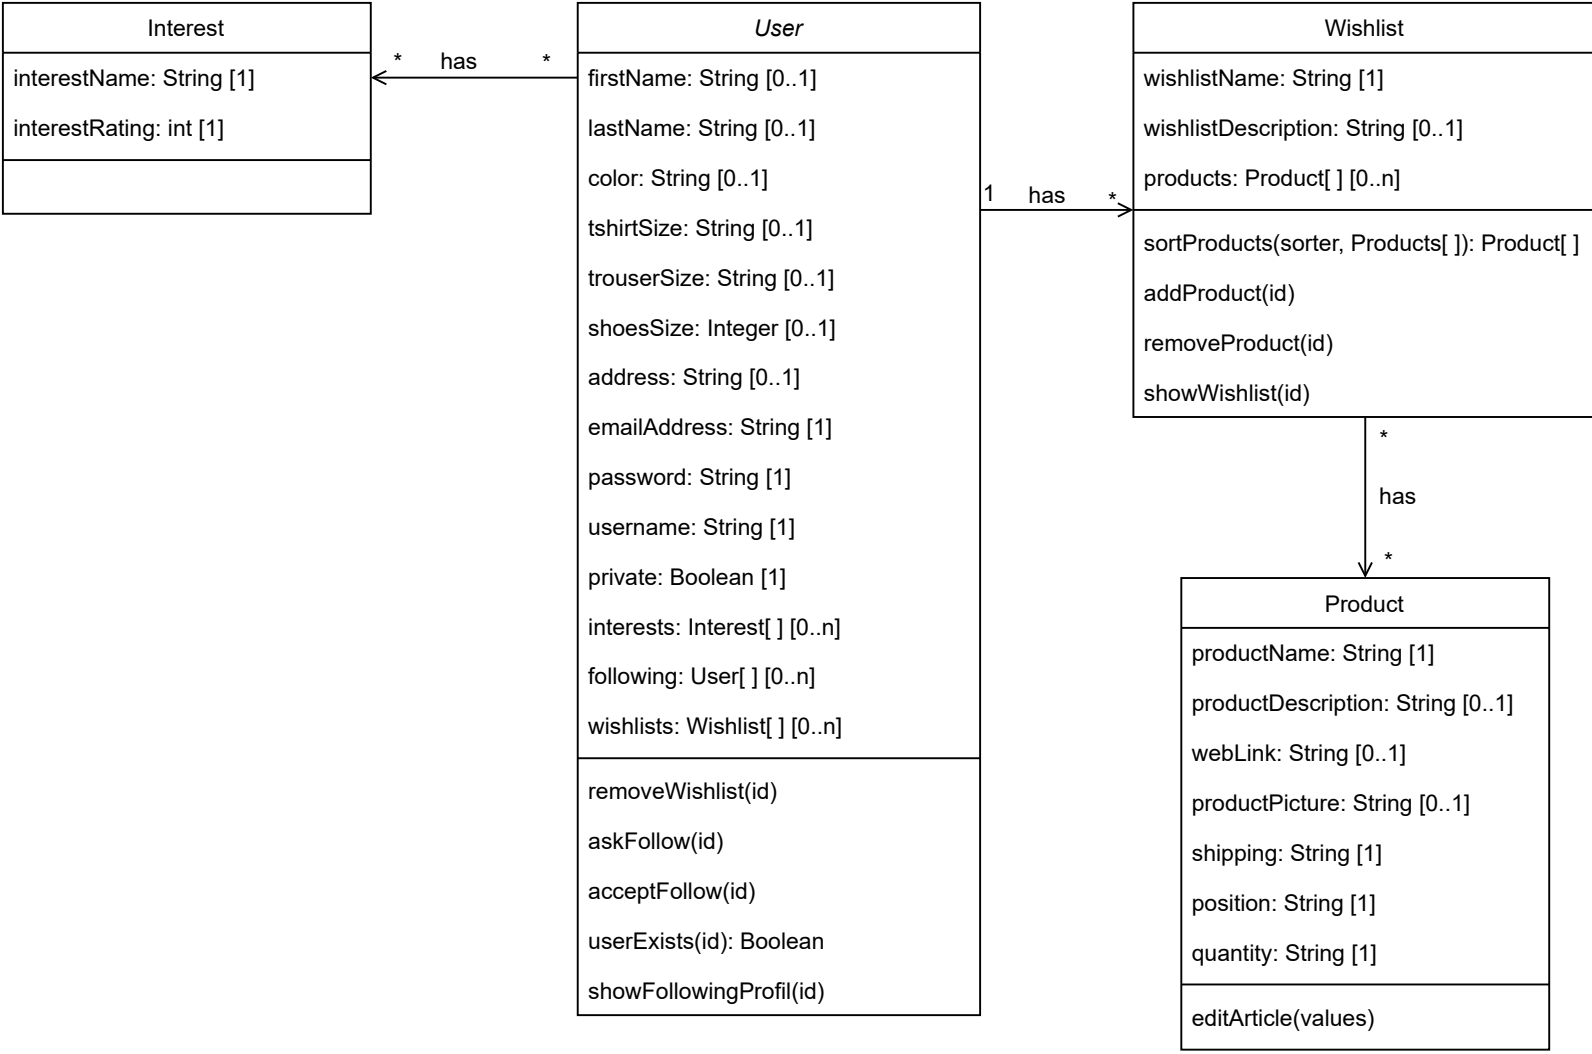 Interest
interestName: String [1]
interestRating: int [1]
* has *
User
firstName: String [0..1]
lastName: String [0..1]
color: String [0..1]
tshirtSize: String [0..1]
trouserSize: String [0..1]
shoesSize: Integer [0..1]
address: String [0..1]
emailAddress: String [1]
password: String [1]
username: String [1]
private: Boolean [1]
interests: Interest[ ] [0..n]
following: User[ ] [0..n]
wishlists: Wishlist[ ] [0..n]
removeWishlist(id)
askFollow(id)
acceptFollow(id)
userExists(id): Boolean
showFollowingProfil(id)
1 has *
Wishlist
wishlistName: String [1]
wishlistDescription: String [0..1]
products: Product[ ] [0..n]
sortProducts(sorter, Products[ ]): Product[ ]
addProduct(id)
removeProduct(id)
showWishlist(id)
*
has
*
Product
productName: String [1]
productDescription: String [0..1]
webLink: String [0..1]
productPicture: String [0..1]
shipping: String [1]
position: String [1]
quantity: String [1]
editArticle(values)